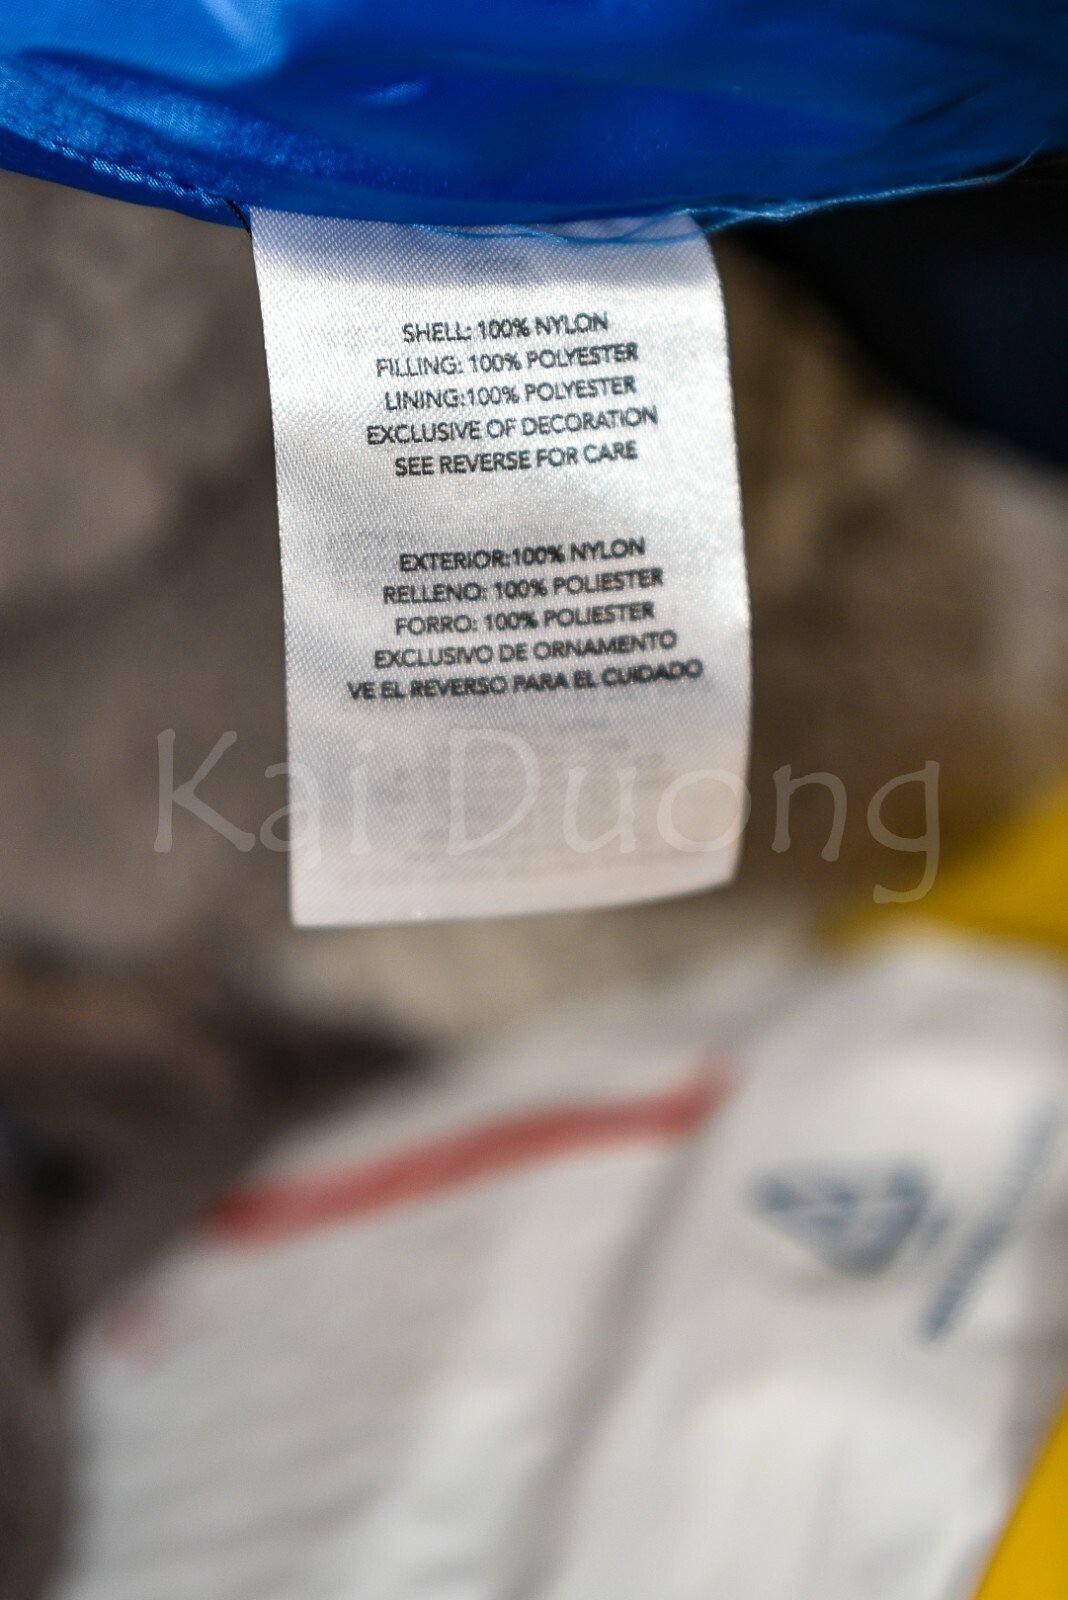 SHELL: 100% NYLON
FILLING: 100% POLYESTER
LINING:100% POLYESTER
EXCLUSIVE OF DECORATION
SEE REVERSE FOR CARE
EXTERIOR:100% NYLON
RELLENO: 100% POLIESTER
FORRO: 100% POLIESTER
EXCLUSIVO DE ORNAMENTO
VE EL REVERSO PARA EL CUIDADO
Kai Duong